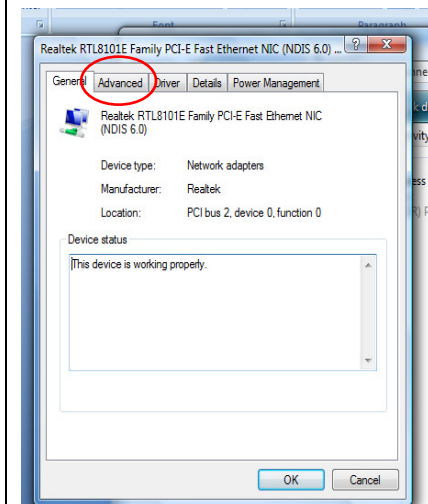 Font
Paragraph
Realtek RTL8101E Family PCI-E Fast Ethernet NIC (NDIS 6.0) ...
General Advanced Driver Details Power Management
Realtek RTL8101E Family PCI-E Fast Ethernet NIC
(NDIS 6.0)
Device type: Network adapters
Manufacturer: Realtek
Location: PCI bus 2, device 0, function 0
Device status
This device is working properly.
OK Cancel